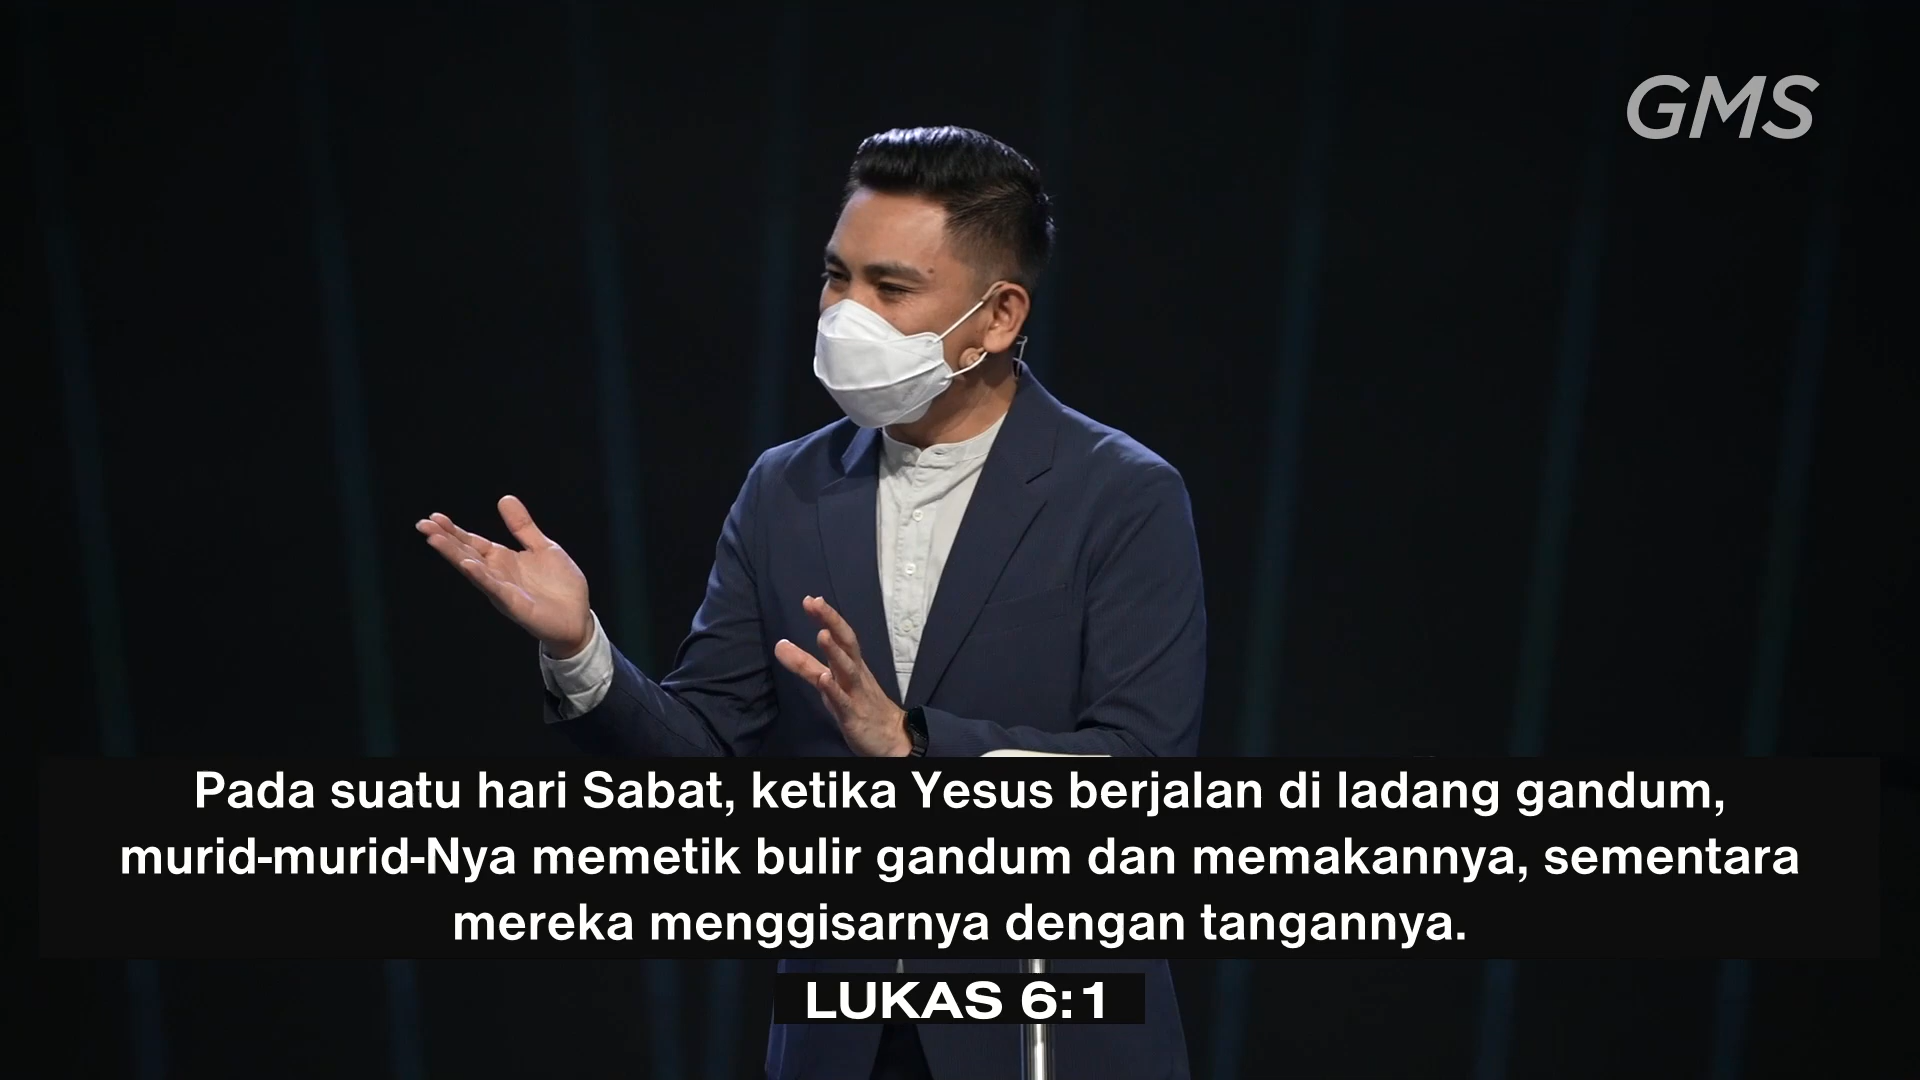 GMS
Pada suatu hari Sabat, ketika Yesus berjalan di ladang gandum,
murid-murid-Nya memetik bulir gandum dan memakannya, sementara
mereka menggisarnya dengan tangannya.
LUKAS 6:1